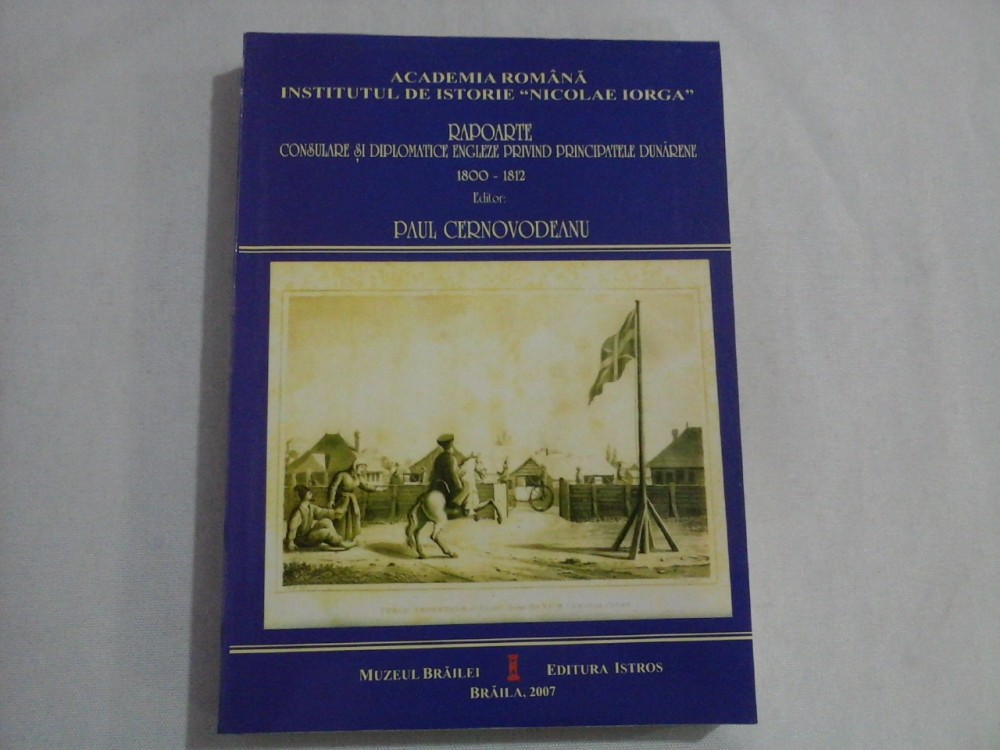 ACADEMIA ROMÂNĂ
INSTITUTUL DE ISTORIE “NICOLAE IORGA”
RAPOARTE
CONSULARE ȘI DIPLOMATICE ENGLEZE PRIVIND PRINCIPATELE DUNĂRENE
1800 - 1812
Editor:
PAUL CERNOVODEANU
MUZEUL BRĂILEI EDITURA ISTROS
BRĂILA, 2007